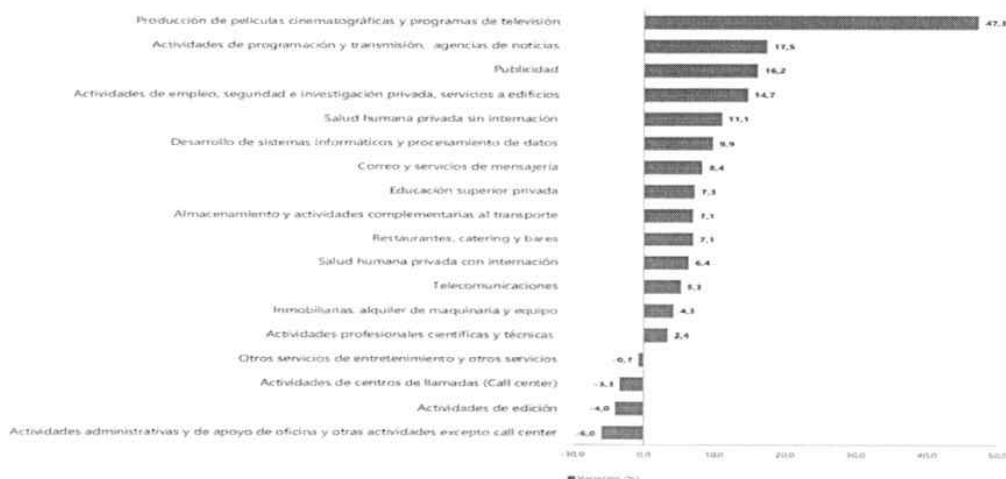 Producción de películas cinematográficas y programas de televisión 47,3
Actividades de programación y transmisión, agencias de noticias 17,5
Publicidad 16,2
Actividades de empleo, seguridad e investigación privada, servicios a edificios 14,7
Salud humana privada sin internación 11,1
Desarrollo de sistemas informáticos y procesamiento de datos 9,9
Correo y servicios de mensajería 8,4
Educación superior privada 7,3
Almacenamiento y actividades complementarias al transporte 7,1
Restaurantes, catering y bares 7,1
Salud humana privada con internación 6,4
Telecomunicaciones
Inmobiliarias, alquiler de maquinaria y equipo
Actividades profesionales científicas y técnicas
Otros servicios de entretenimiento y otros servicios -0,7
Actividades de centros de llamadas (Call center) -3,3
Actividades de edición -4,0
Actividades administrativas y de apoyo de oficina y otras actividades excepto call center -6,0
-10,0 0,0 10,0 20,0 30,0 40,0 50,0